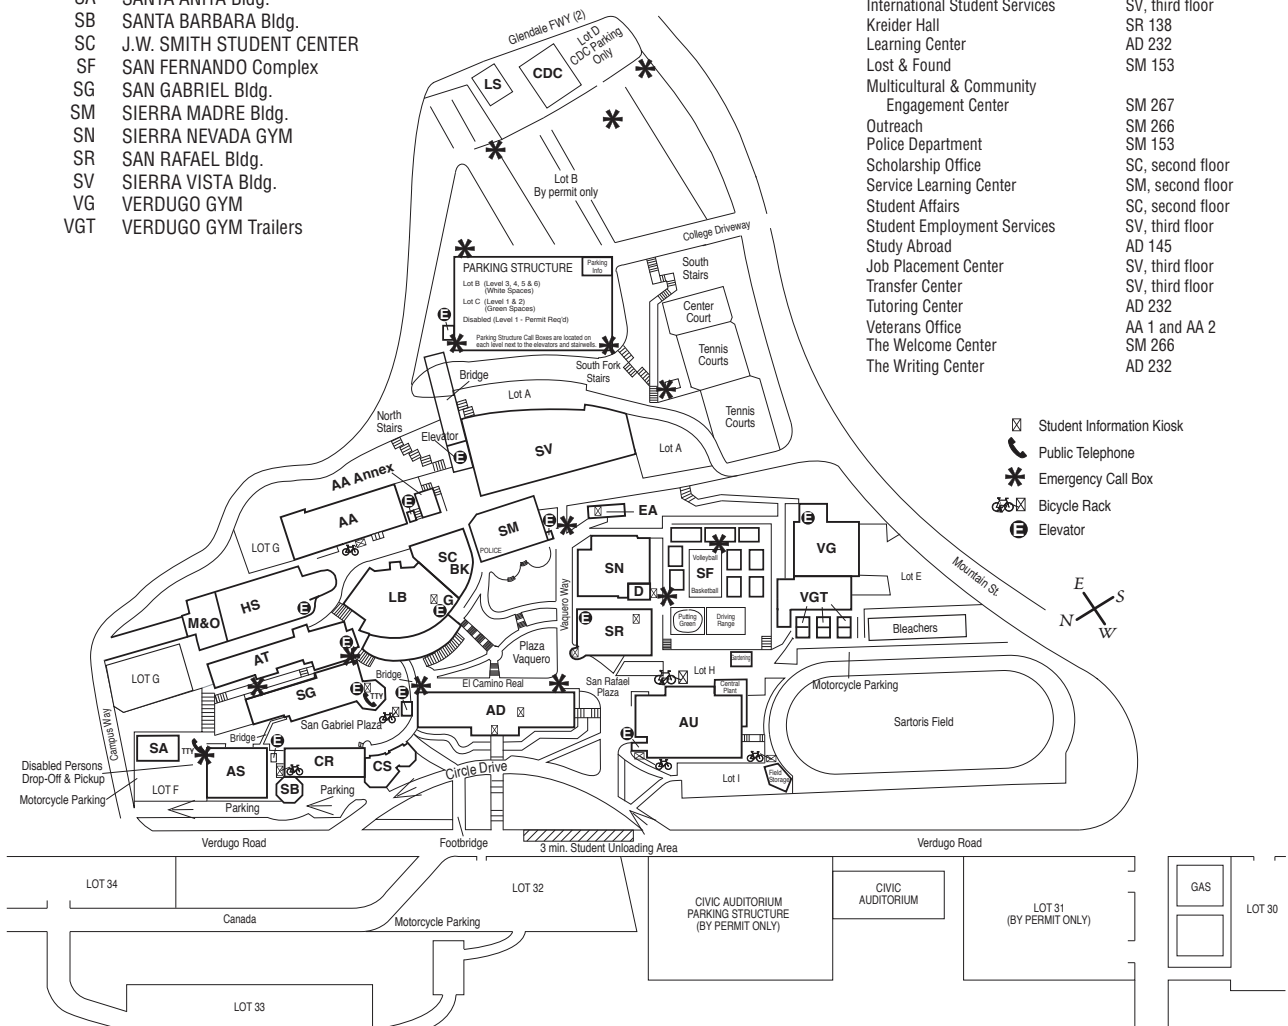 SA SANTA ANITA Bldg.
SB SANTA BARBARA Bldg.
SC J.W. SMITH STUDENT CENTER
SF SAN FERNANDO Complex
SG SAN GABRIEL Bldg.
SM SIERRA MADRE Bldg.
SN SIERRA NEVADA GYM
SR SAN RAFAEL Bldg.
SV SIERRA VISTA Bldg.
VG VERDUGO GYM
VGT VERDUGO GYM Trailers
International Student Services SV, third floor
Kreider Hall SR 138
Learning Center AD 232
Lost & Found SM 153
Multicultural & Community
Engagement Center SM 267
Outreach SM 266
Police Department SM 153
Scholarship Office SC, second floor
Service Learning Center SM, second floor
Student Affairs SC, second floor
Student Employment Services SV, third floor
Study Abroad AD 145
Job Placement Center SV, third floor
Transfer Center SV, third floor
Tutoring Center AD 232
Veterans Office AA 1 and AA 2
The Welcome Center SM 266
The Writing Center AD 232
Student Information Kiosk
Public Telephone
Emergency Call Box
Bicycle Rack
E Elevator
Glendale FWY (2)
Lot D
CDC Parking
Only
LS
CDC
Lot B
By permit only
College Driveway
PARKING STRUCTURE
Parking
Info
Lot B (Level 3, 4, 5 & 6)
(White Spaces)
Lot C (Level 1 & 2)
(Green Spaces)
Disabled (Level 1 - Permit Req'd)
Parking Structure Call Boxes are located on
each level next to the elevators and stairwells.
E
South
Stairs
Center
Court
Tennis
Courts
Tennis
Courts
South Fork
Stairs
Bridge
Lot A
North
Stairs
Elevator
E
SV
Lot A
AA Annex
E
AA
LOT G
SM
POLICE
E
EA
SC
BK
LB
G
E
HS
E
M&O
SN
D
SR
E
Vaquero Way
Volleyball
SF
Basketball
Putting
Green
Driving
Range
Gardening
E
VG
VGT
Lot E
Mountain St.
E
S
N
W
Bleachers
Motorcycle Parking
Sartoris Field
Plaza
Vaquero
El Camino Real
San Rafael
Plaza
Lot H
Central
Plant
AT
E
LOT G
SG
E
TTY
Bridge
E
San Gabriel Plaza
AD
AU
E
Lot I
Field
Storage
Campus Way
SA
TTY
Bridge
E
AS
CR
CS
SB
Circle Drive
Disabled Persons
Drop-Off & Pickup
Motorcycle Parking
LOT F
Parking
Parking
Verdugo Road
Footbridge
3 min. Student Unloading Area
Verdugo Road
LOT 34
LOT 32
CIVIC AUDITORIUM
PARKING STRUCTURE
(BY PERMIT ONLY)
CIVIC
AUDITORIUM
LOT 31
(BY PERMIT ONLY)
GAS
LOT 30
Canada
Motorcycle Parking
LOT 33